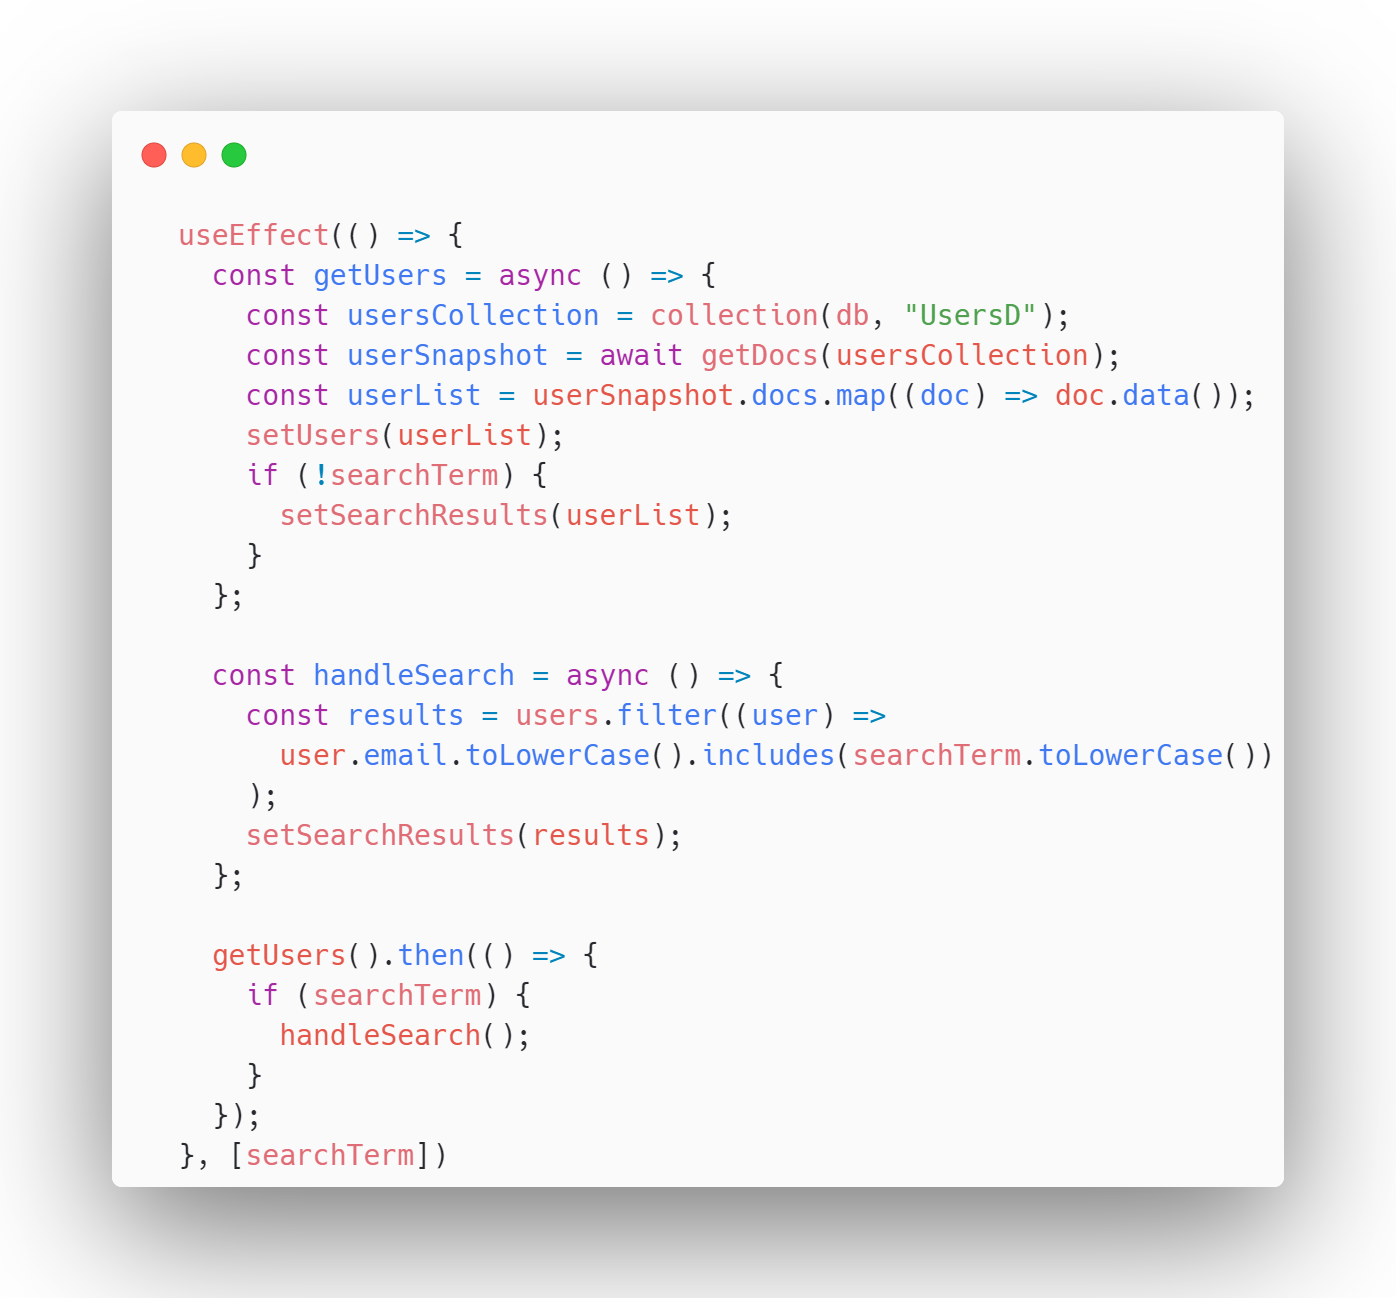 useEffect(() => {
  const getUsers = async () => {
    const usersCollection = collection(db, "UsersD");
    const userSnapshot = await getDocs(usersCollection);
    const userList = userSnapshot.docs.map((doc) => doc.data());
    setUsers(userList);
    if (!searchTerm) {
      setSearchResults(userList);
    }
  };

  const handleSearch = async () => {
    const results = users.filter((user) =>
      user.email.toLowerCase().includes(searchTerm.toLowerCase())
    );
    setSearchResults(results);
  };

  getUsers().then(() => {
    if (searchTerm) {
      handleSearch();
    }
  });
}, [searchTerm])